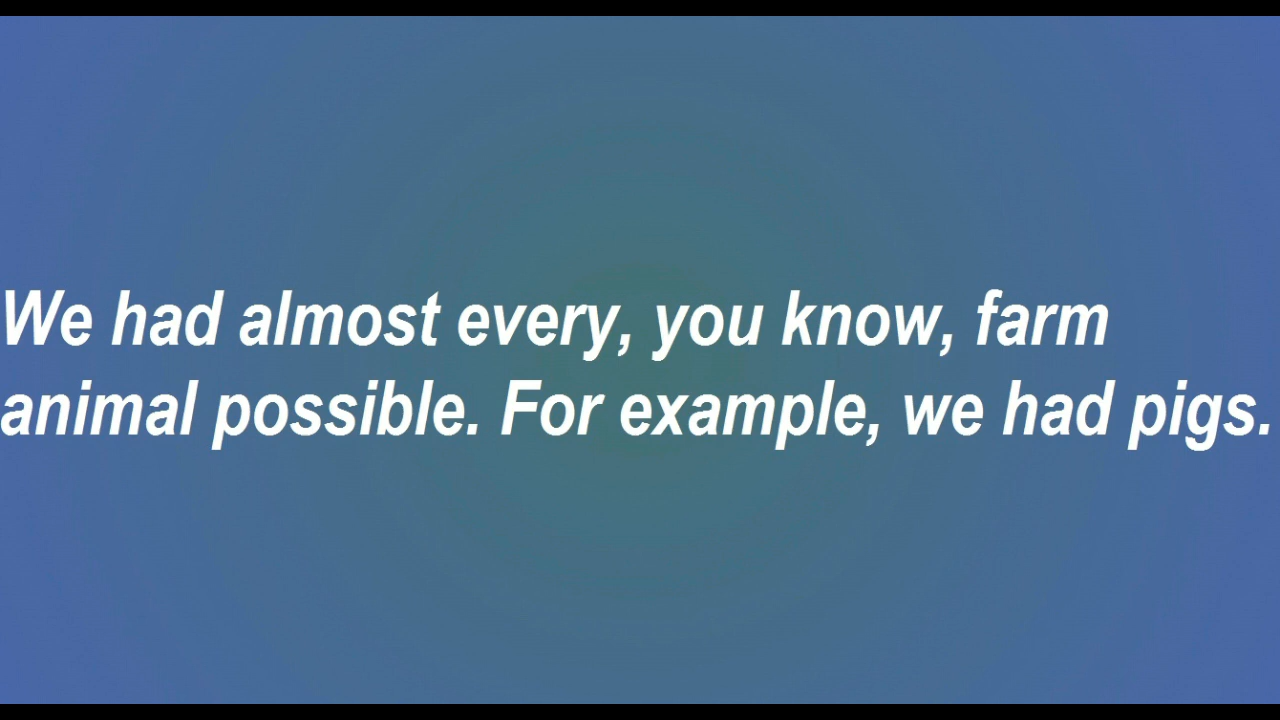 We had almost every, you know, farm
animal possible. For example, we had pigs.